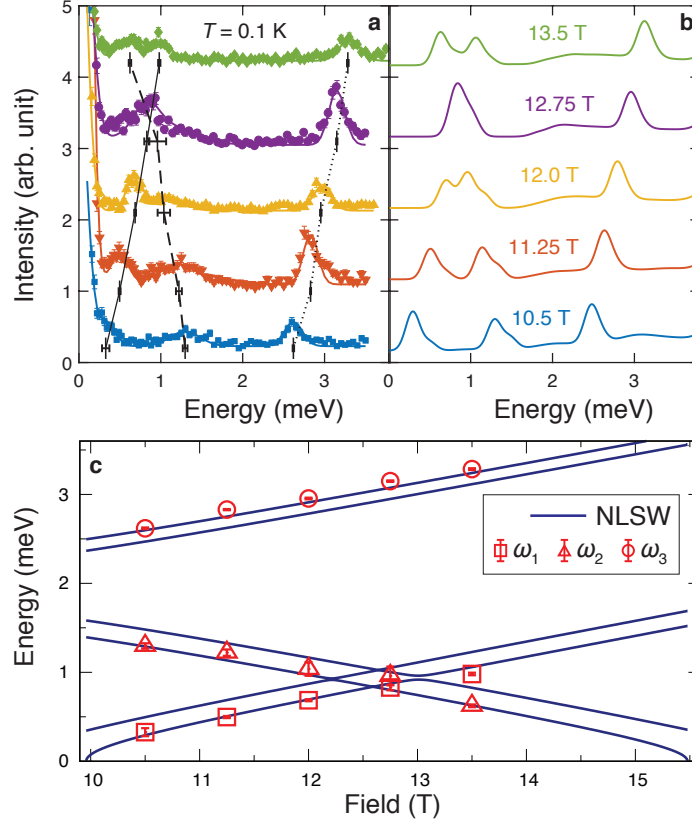 T = 0.1 K
a
b
5
4
3
2
1
0
Intensity (arb. unit)
0
1
2
3
Energy (meV)
13.5 T
12.75 T
12.0 T
11.25 T
10.5 T
0
1
2
3
Energy (meV)
c
3
2
1
0
Energy (meV)
NLSW
ω1 ω2 ω3
10
11
12
13
14
15
Field (T)